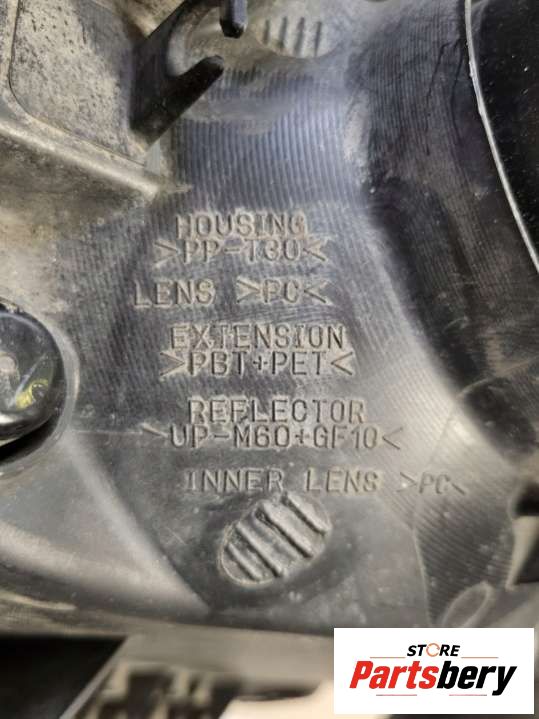 HOUSING
>PP-T30<
LENS >PC<
EXTENSION
>PBT+PET<
REFLECTOR
>UP-M60+GF10<
INNER LENS >PC<
STORE
Partsbery